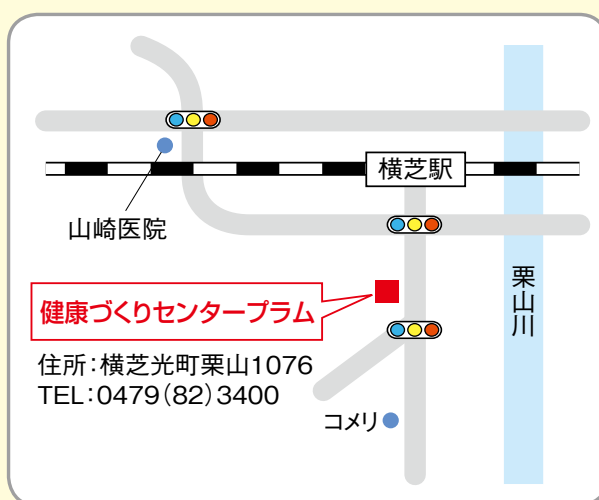 横芝駅
山崎医院
栗山川
健康づくりセンタープラム
住所：横芝光町栗山1076
TEL：0479(82)3400
コメリ